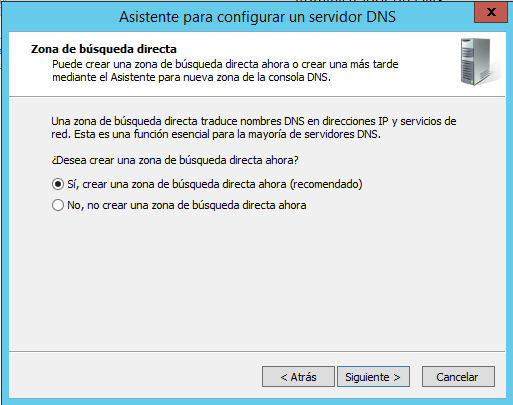 Asistente para configurar un servidor DNS
X
Zona de búsqueda directa
Puede crear una zona de búsqueda directa ahora o crear una más tarde
mediante el Asistente para nueva zona de la consola DNS.
Una zona de búsqueda directa traduce nombres DNS en direcciones IP y servicios de
red. Esta es una función esencial para la mayoría de servidores DNS.
¿Desea crear una zona de búsqueda directa ahora?
Sí, crear una zona de búsqueda directa ahora (recomendado)
No, no crear una zona de búsqueda directa ahora
< Atrás
Siguiente >
Cancelar